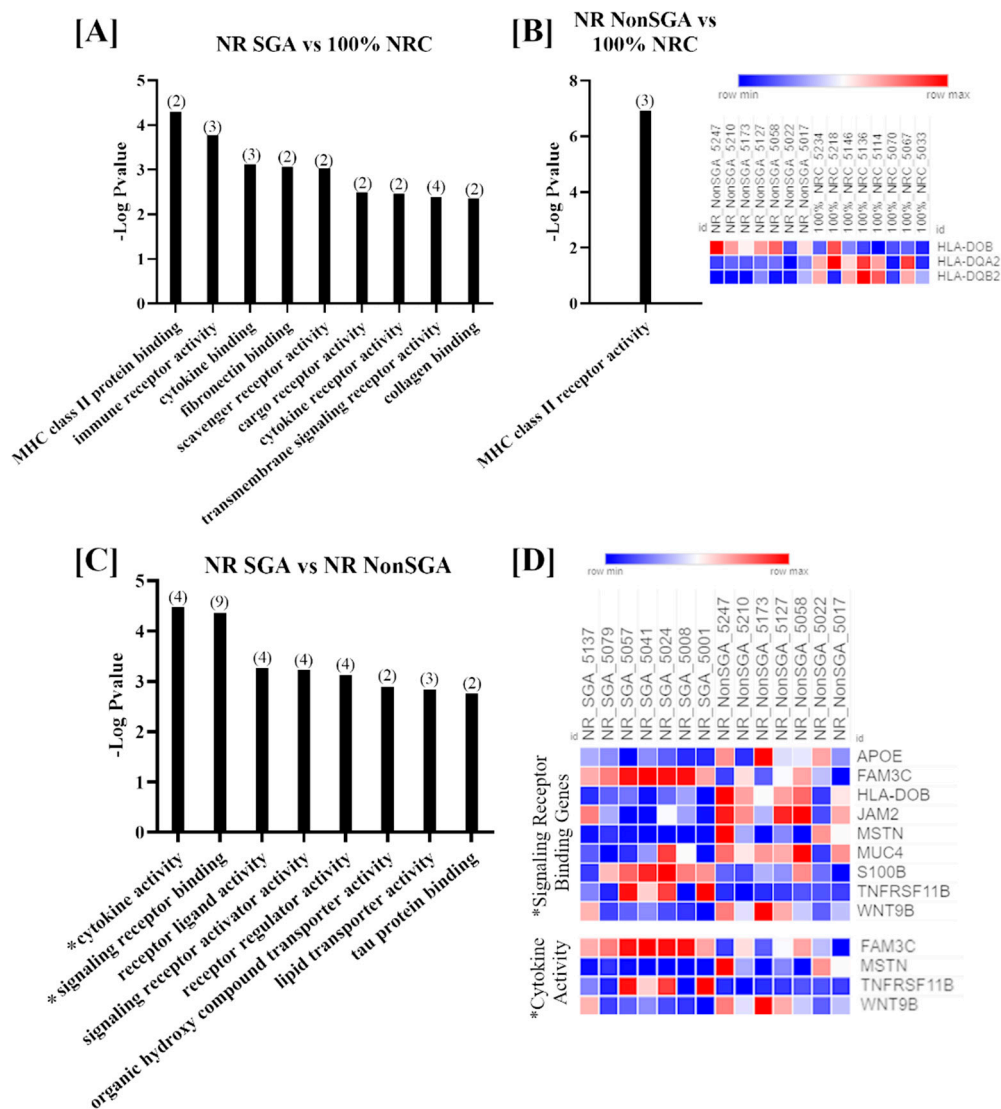 [A]
NR SGA vs 100% NRC
-Log Pvalue
5
4
3
2
1
0
(2)
(3)
(3)
(2)
(2)
(2)
(2)
(4)
(2)
MHC class II protein binding
immune receptor activity
cytokine binding
fibronectin binding
scavenger receptor activity
cargo receptor activity
cytokine receptor activity
transmembrane signaling receptor activity
collagen binding
[B]
NR NonSGA vs
100% NRC
-Log Pvalue
8
6
4
2
0
(3)
MHC class II receptor activity
row min
row max
id
NR_NonSGA_5247
NR_NonSGA_5210
NR_NonSGA_5173
NR_NonSGA_5127
NR_NonSGA_5058
NR_NonSGA_5022
NR_NonSGA_5017
100%_NRC_5234
100%_NRC_5218
100%_NRC_5146
100%_NRC_5136
100%_NRC_5114
100%_NRC_5070
100%_NRC_5067
100%_NRC_5033
id
HLA-DOB
HLA-DQA2
HLA-DQB2
[C]
NR SGA vs NR NonSGA
-Log Pvalue
5
4
3
2
1
0
(4)
(9)
(4)
(4)
(4)
(2)
(3)
(2)
*cytokine activity
*signaling receptor binding
receptor ligand activity
signaling receptor activator activity
receptor regulator activity
organic hydroxy compound transporter activity
lipid transporter activity
tau protein binding
[D]
row min
row max
id
NR_SGA_5137
NR_SGA_5079
NR_SGA_5057
NR_SGA_5041
NR_SGA_5024
NR_SGA_5008
NR_SGA_5001
NR_NonSGA_5247
NR_NonSGA_5210
NR_NonSGA_5173
NR_NonSGA_5127
NR_NonSGA_5058
NR_NonSGA_5022
NR_NonSGA_5017
id
*Signaling Receptor
Binding Genes
APOE
FAM3C
HLA-DOB
JAM2
MSTN
MUC4
S100B
TNFRSF11B
WNT9B
*Cytokine
Activity
FAM3C
MSTN
TNFRSF11B
WNT9B